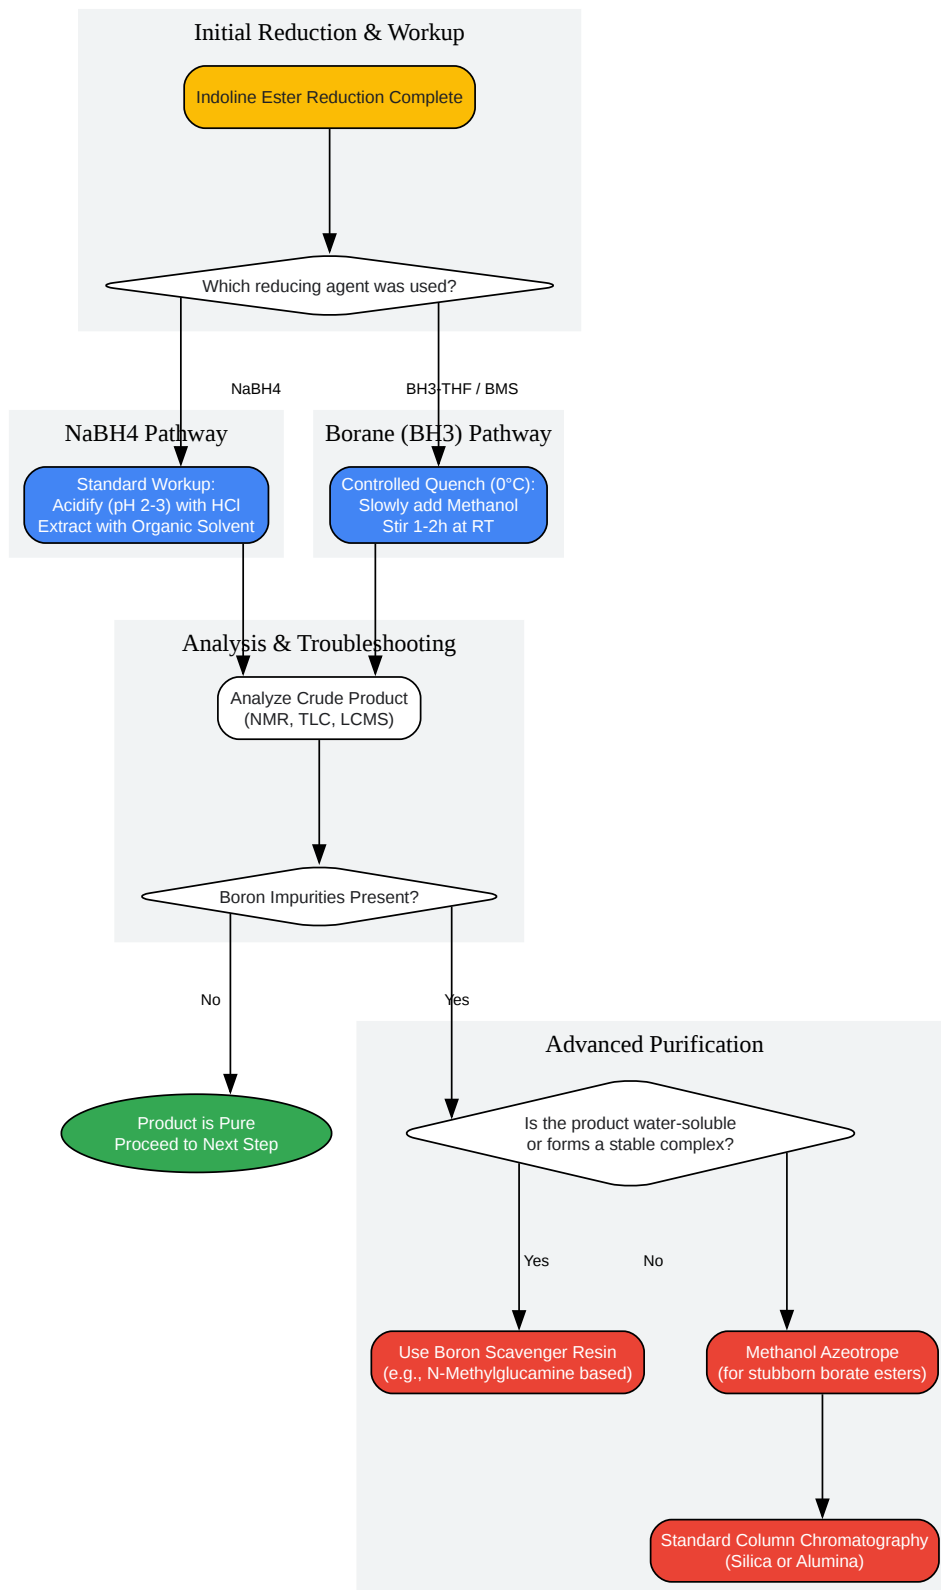 Initial Reduction & Workup
Indoline Ester Reduction Complete
Which reducing agent was used?
NaBH4
BH3-THF / BMS
NaBH4 Pathway
Borane (BH3) Pathway
Standard Workup:
Acidify (pH 2-3) with HCl
Extract with Organic Solvent
Controlled Quench (0°C):
Slowly add Methanol
Stir 1-2h at RT
Analysis & Troubleshooting
Analyze Crude Product
(NMR, TLC, LCMS)
Boron Impurities Present?
No
Yes
Product is Pure
Proceed to Next Step
Advanced Purification
Is the product water-soluble
or forms a stable complex?
Yes
No
Use Boron Scavenger Resin
(e.g., N-Methylglucamine based)
Methanol Azeotrope
(for stubborn borate esters)
Standard Column Chromatography
(Silica or Alumina)